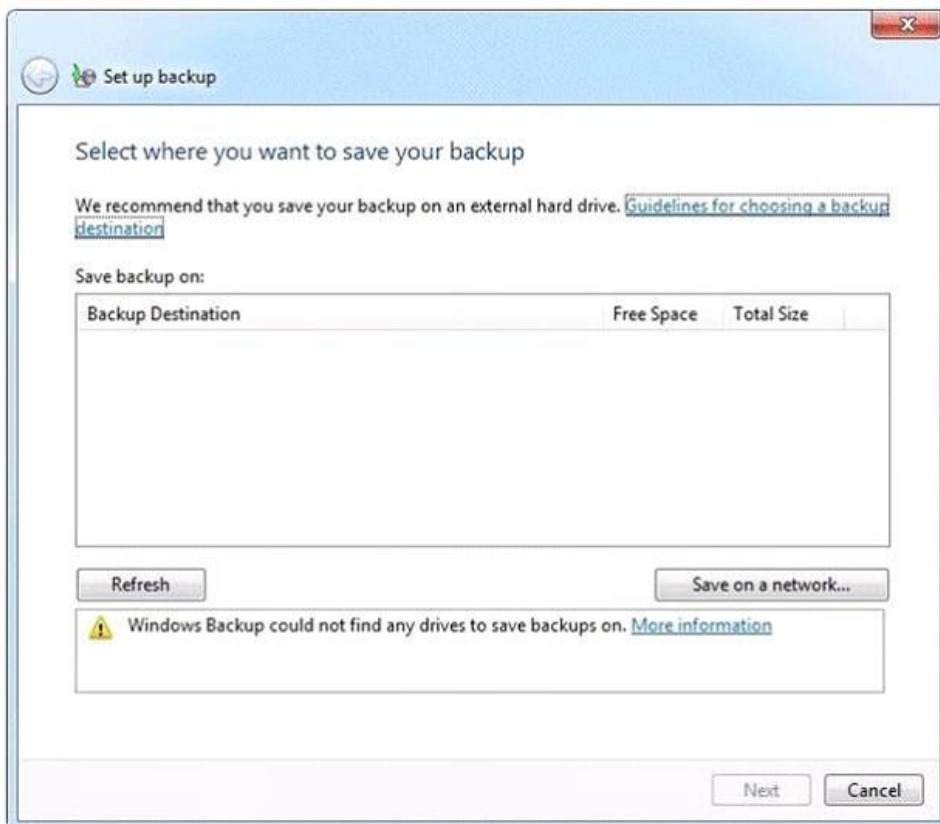 Set up backup
Select where you want to save your backup
We recommend that you save your backup on an external hard drive. Guidelines for choosing a backup
destination
Save backup on:
Backup Destination Free Space Total Size
Refresh Save on a network...
Windows Backup could not find any drives to save backups on. More information
Next Cancel